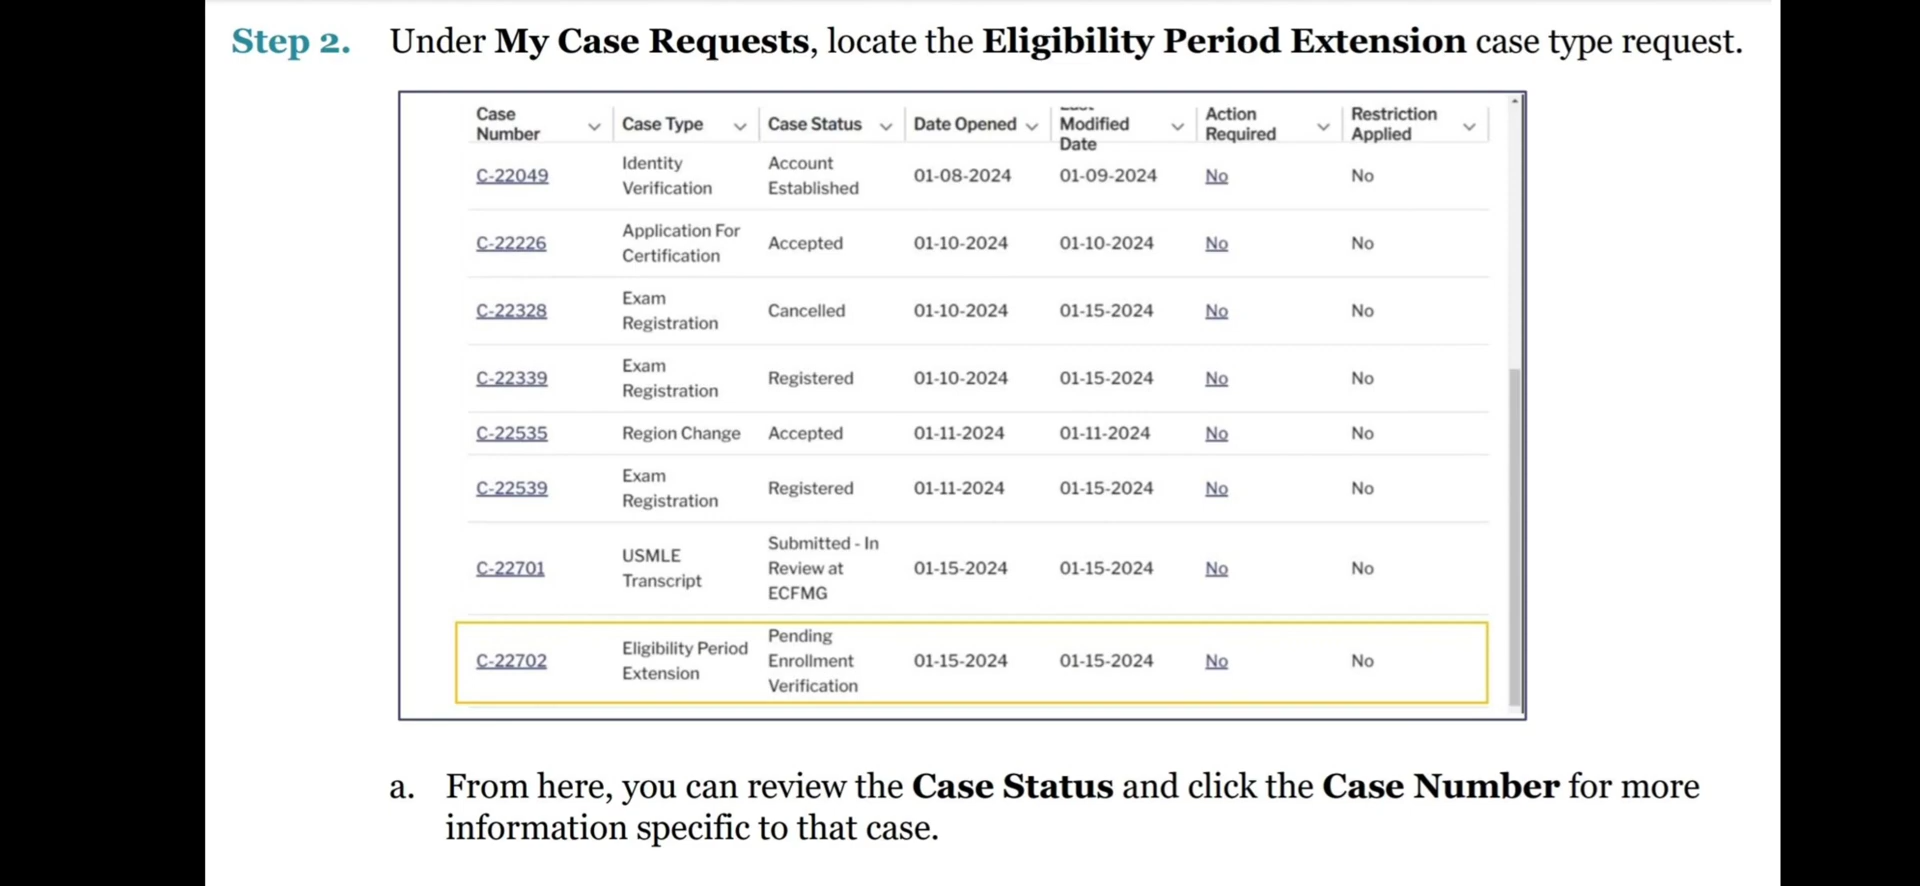 Step 2. Under My Case Requests, locate the Eligibility Period Extension case type request.
Case Number Case Type Case Status Date Opened Last Modified Date Action Required Restriction Applied
C-22049 Identity Verification Account Established 01-08-2024 01-09-2024 No No
C-22226 Application For Certification Accepted 01-10-2024 01-10-2024 No No
C-22328 Exam Registration Cancelled 01-10-2024 01-15-2024 No No
C-22339 Exam Registration Registered 01-10-2024 01-15-2024 No No
C-22535 Region Change Accepted 01-11-2024 01-11-2024 No No
C-22539 Exam Registration Registered 01-11-2024 01-15-2024 No No
C-22701 USMLE Transcript Submitted - In Review at ECFMG 01-15-2024 01-15-2024 No No
C-22702 Eligibility Period Extension Pending Enrollment Verification 01-15-2024 01-15-2024 No No
a. From here, you can review the Case Status and click the Case Number for more
information specific to that case.